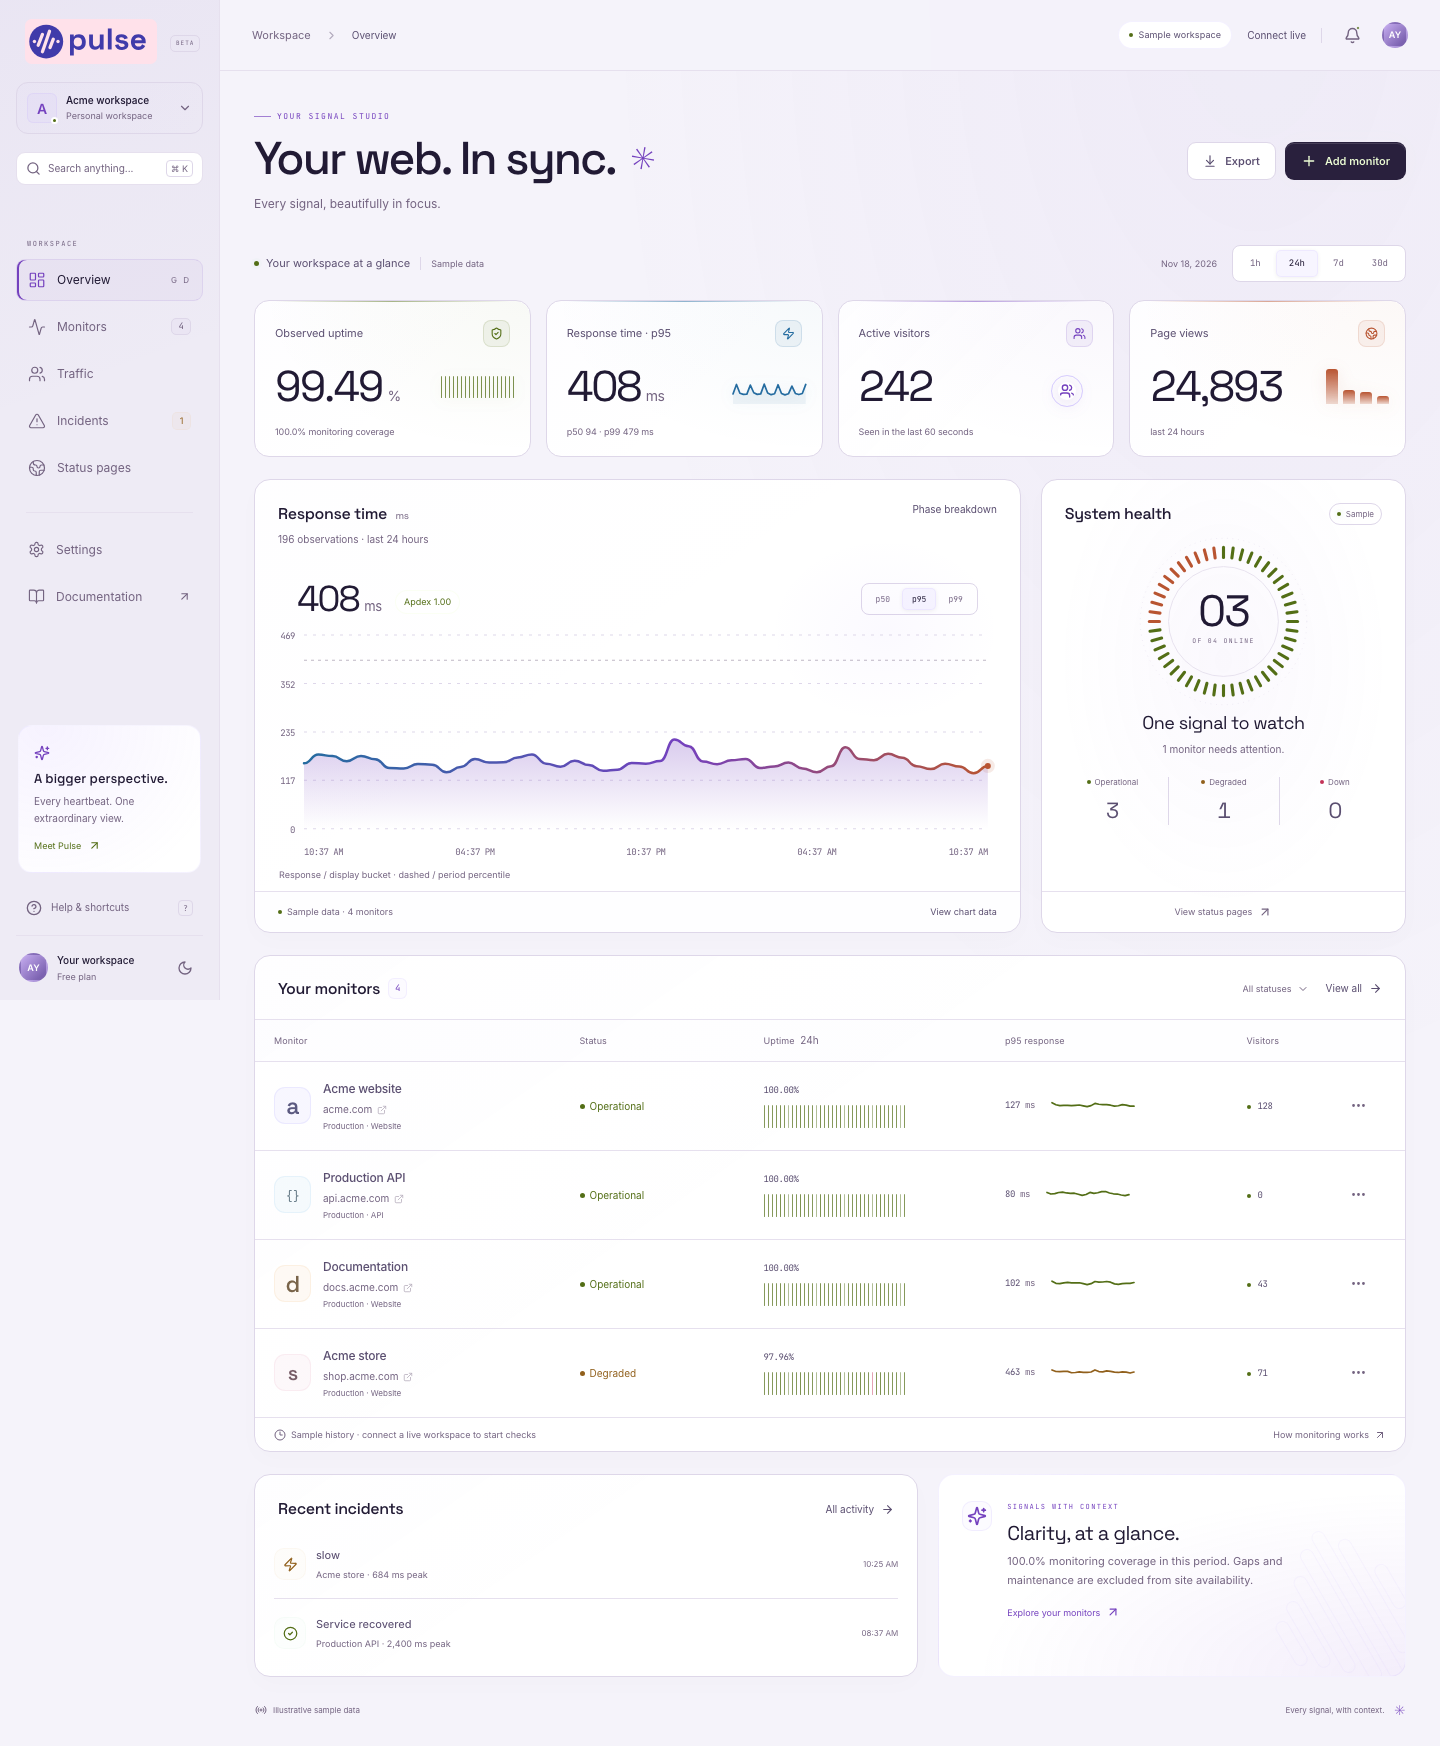 pulse
BETA
A
Acme workspace
Personal workspace
Search anything...
⌘ K
WORKSPACE
Overview
G D
Monitors
4
Traffic
Incidents
1
Status pages
Settings
Documentation
A bigger perspective.
Every heartbeat. One
extraordinary view.
Meet Pulse
Help & shortcuts
?
AY
Your workspace
Free plan
Workspace
Overview
Sample workspace
Connect live
AY
YOUR SIGNAL STUDIO
Your web. In sync.
Every signal, beautifully in focus.
Export
Add monitor
Your workspace at a glance
Sample data
Nov 18, 2026
1h
24h
7d
30d
Observed uptime
99.49 %
100.0% monitoring coverage
Response time · p95
408 ms
p50 94 · p99 479 ms
Active visitors
242
Seen in the last 60 seconds
Page views
24,893
last 24 hours
Response time ms
Phase breakdown
196 observations · last 24 hours
408 ms
Apdex 1.00
p50
p95
p99
469
352
235
117
0
10:37 AM
04:37 PM
10:37 PM
04:37 AM
10:37 AM
Response / display bucket · dashed / period percentile
Sample data · 4 monitors
View chart data
System health
Sample
03
OF 04 ONLINE
One signal to watch
1 monitor needs attention.
Operational
3
Degraded
1
Down
0
View status pages
Your monitors
4
All statuses
View all
Monitor
Status
Uptime 24h
p95 response
Visitors
a
Acme website
acme.com
Production · Website
Operational
100.00%
127 ms
128
{}
Production API
api.acme.com
Production · API
Operational
100.00%
80 ms
0
d
Documentation
docs.acme.com
Production · Website
Operational
100.00%
102 ms
43
s
Acme store
shop.acme.com
Production · Website
Degraded
97.96%
463 ms
71
Sample history · connect a live workspace to start checks
How monitoring works
Recent incidents
All activity
slow
Acme store · 684 ms peak
10:25 AM
Service recovered
Production API · 2,400 ms peak
08:37 AM
SIGNALS WITH CONTEXT
Clarity, at a glance.
100.0% monitoring coverage in this period. Gaps and
maintenance are excluded from site availability.
Explore your monitors
Illustrative sample data
Every signal, with context.